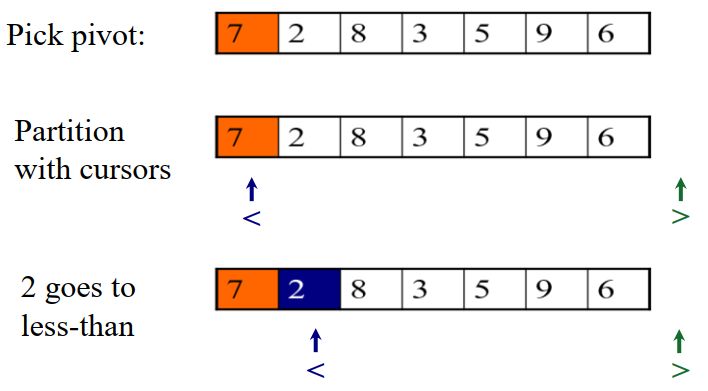 Pick pivot: 7 2 8 3 5 9 6
Partition 7 2 8 3 5 9 6
with cursors
< >
2 goes to 7 2 8 3 5 9 6
less-than
< >